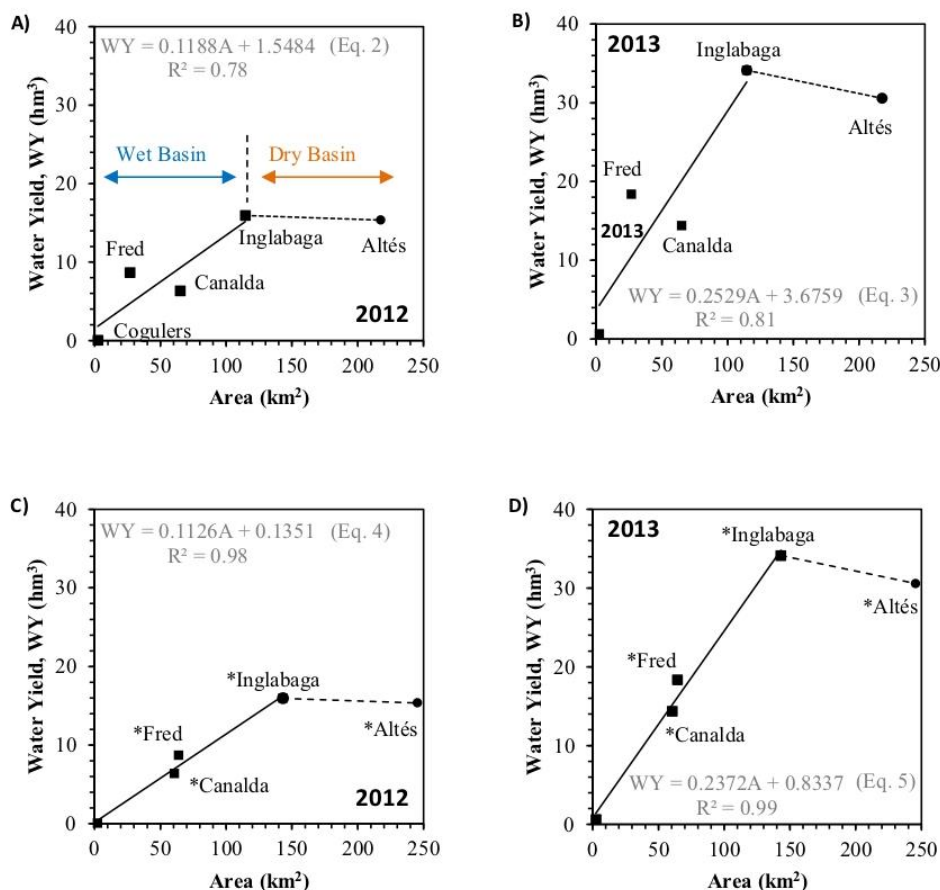 A)
WY = 0.1188A + 1.5484 (Eq. 2)
R² = 0.78
Wet Basin
Dry Basin
Fred
Canalda
Cogulers
Inglabaga
Altés
2012
Water Yield, WY (hm³)
0
10
20
30
40
0
50
100
150
200
250
Area (km²)
B)
2013
Inglabaga
Altés
Fred
2013
Canalda
WY = 0.2529A + 3.6759 (Eq. 3)
R² = 0.81
Water Yield, WY (hm³)
0
10
20
30
40
0
50
100
150
200
250
Area (km²)
C)
WY = 0.1126A + 0.1351 (Eq. 4)
R² = 0.98
*Inglabaga
*Fred
*Altés
*Canalda
2012
Water Yield, WY (hm³)
0
10
20
30
40
0
50
100
150
200
250
Area (km²)
D)
2013
*Inglabaga
*Altés
*Fred
*Canalda
WY = 0.2372A + 0.8337 (Eq. 5)
R² = 0.99
Water Yield, WY (hm³)
0
10
20
30
40
0
50
100
150
200
250
Area (km²)